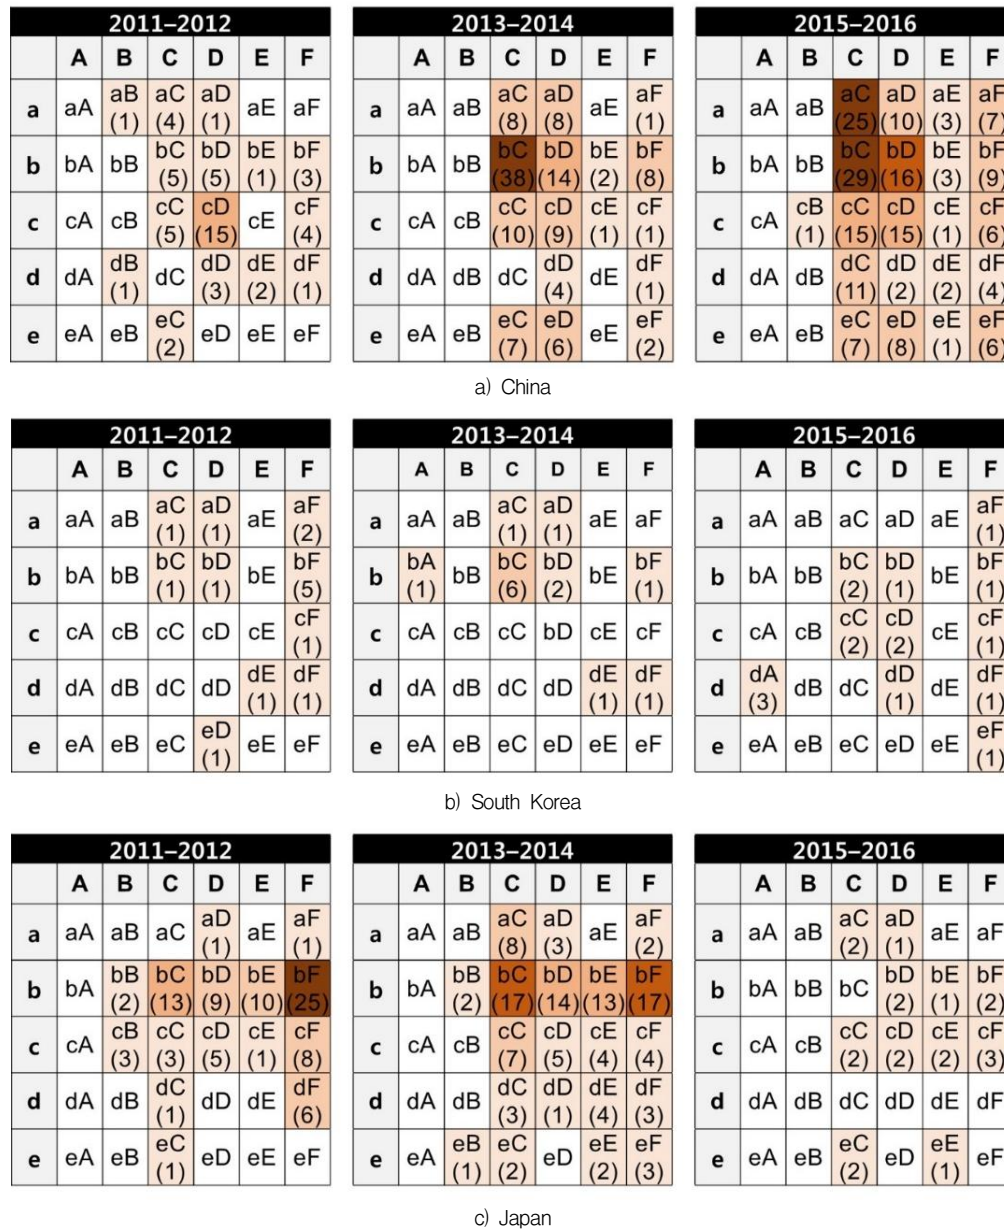 2011–2012
A B C D E F
a aA aB (1) aC (4) aD (1) aE aF
b bA bB bC (5) bD (5) bE (1) bF (3)
c cA cB cC (5) cD (15) cE cF (4)
d dA dB (1) dC dD (3) dE (2) dF (1)
e eA eB eC (2) eD eE eF
2013–2014
A B C D E F
a aA aB aC (8) aD (8) aE aF (1)
b bA bB bC (38) bD (14) bE (2) bF (8)
c cA cB cC (10) cD (9) cE (1) cF (1)
d dA dB dC dD (4) dE dF (1)
e eA eB eC (7) eD (6) eE eF (2)
2015–2016
A B C D E F
a aA aB aC (25) aD (10) aE (3) aF (7)
b bA bB bC (29) bD (16) bE (3) bF (9)
c cA cB (1) cC (15) cD (15) cE (1) cF (6)
d dA dB dC (11) dD (2) dE (2) dF (4)
e eA eB eC (7) eD (8) eE (1) eF (6)
a) China
2011–2012
A B C D E F
a aA aB aC (1) aD (1) aE aF (2)
b bA bB bC (1) bD (1) bE bF (5)
c cA cB cC cD cE cF (1)
d dA dB dC dD dE (1) dF (1)
e eA eB eC eD (1) eE eF
2013–2014
A B C D E F
a aA aB aC (1) aD (1) aE aF
b bA (1) bB bC (6) bD (2) bE bF (1)
c cA cB cC bD cE cF
d dA dB dC dD dE (1) dF (1)
e eA eB eC eD eE eF
2015–2016
A B C D E F
a aA aB aC aD aE aF (1)
b bA bB bC (2) bD (1) bE bF (1)
c cA cB cC (2) cD (2) cE cF (1)
d dA (3) dB dC dD (1) dE dF (1)
e eA eB eC eD eE eF (1)
b) South Korea
2011–2012
A B C D E F
a aA aB aC aD (1) aE aF (1)
b bA bB (2) bC (13) bD (9) bE (10) bF (25)
c cA cB (3) cC (3) cD (5) cE (1) cF (8)
d dA dB dC (1) dD dE dF (6)
e eA eB eC (1) eD eE eF
2013–2014
A B C D E F
a aA aB aC (8) aD (3) aE aF (2)
b bA bB (2) bC (17) bD (14) bE (13) bF (17)
c cA cB cC (7) cD (5) cE (4) cF (4)
d dA dB dC (3) dD (1) dE (4) dF (3)
e eA eB (1) eC (2) eD eE (2) eF (3)
2015–2016
A B C D E F
a aA aB aC (2) aD (1) aE aF
b bA bB bC bD (2) bE (1) bF (2)
c cA cB cC (2) cD (2) cE (2) cF (3)
d dA dB dC dD dE dF
e eA eB eC (2) eD eE (1) eF
c) Japan